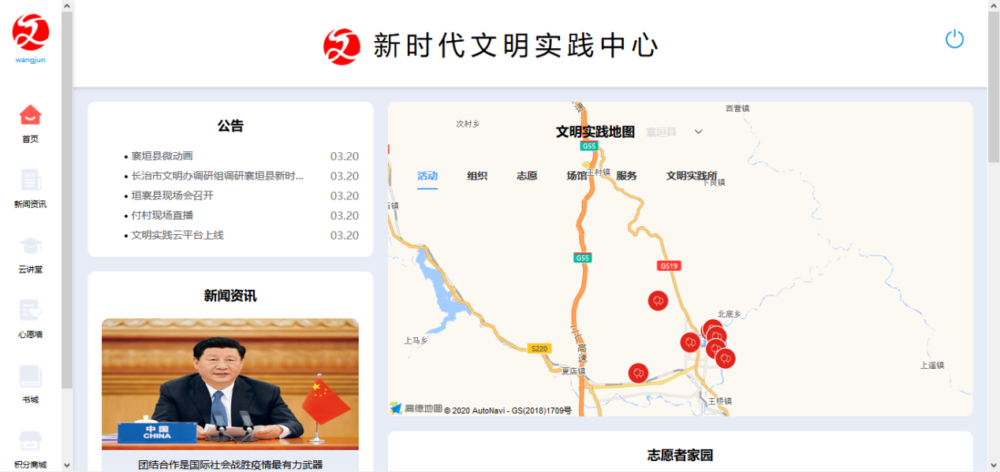 wangjun
首页
新闻资讯
云讲堂
心愿墙
书城
积分商城
新时代文明实践中心
公告
襄垣县微动画 03.20
长治市文明办调研组调研襄垣县新时... 03.20
垣襄县现场会召开 03.20
付村现场直播 03.20
文明实践云平台上线 03.20
新闻资讯
中国
CHINA
团结合作是国际社会战胜疫情最有力武器
文明实践地图 襄垣县
活动 组织 志愿 场馆 服务 文明实践所
西营镇
次村乡
速
G55
王村镇
下良镇
店镇
G55
G519
北底乡
上马乡
S220
二广高速
夏店镇
上遥镇
王桥镇
高德地图 © 2020 AutoNavi - GS(2018)1709号
志愿者家园